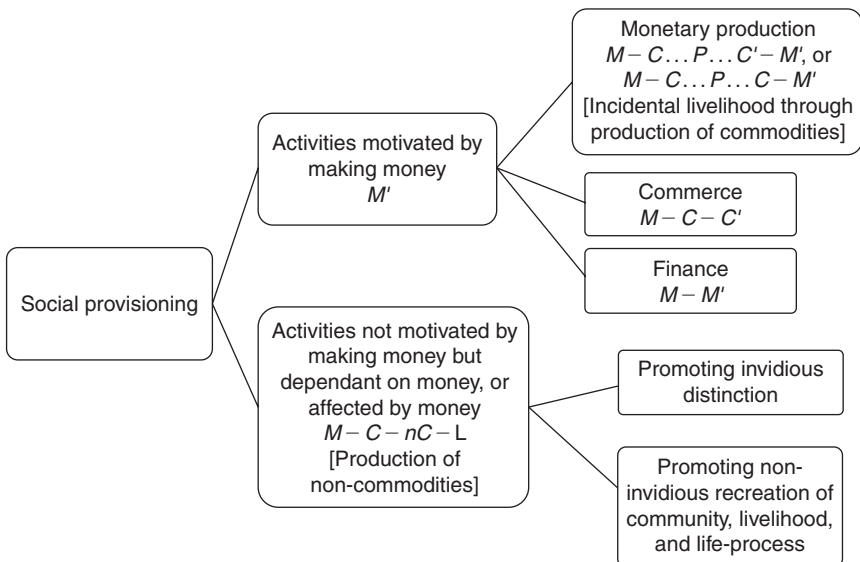 Social provisioning
Activities motivated by
making money
M'
Monetary production
M – C . . . P . . . C' – M', or
M – C . . . P . . . C – M'
[Incidental livelihood through
production of commodities]
Commerce
M – C – C'
Finance
M – M'
Activities not motivated by
making money but
dependant on money, or
affected by money
M – C – nC – L
[Production of
non-commodities]
Promoting invidious
distinction
Promoting non-
invidious recreation of
community, livelihood,
and life-process